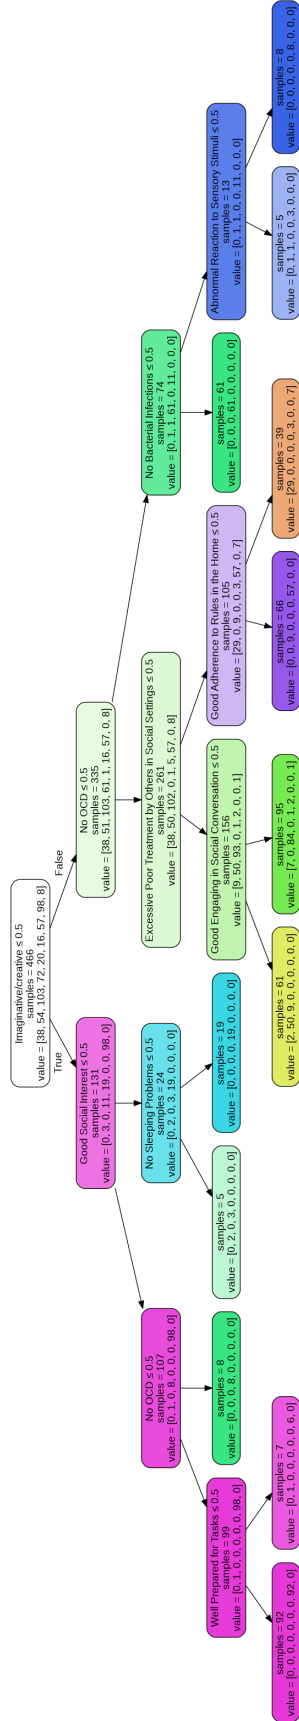 Imaginative/creative ≤ 0.5
samples = 466
value = [38, 54, 103, 72, 20, 16, 57, 98, 8]
True
False
Good Social Interest ≤ 0.5
samples = 131
value = [0, 3, 0, 11, 19, 0, 0, 98, 0]
No OCD ≤ 0.5
samples = 335
value = [38, 51, 103, 61, 1, 16, 57, 0, 8]
No OCD ≤ 0.5
samples = 107
value = [0, 1, 0, 8, 0, 0, 0, 98, 0]
No Sleeping Problems ≤ 0.5
samples = 24
value = [0, 2, 0, 3, 19, 0, 0, 0, 0]
Excessive Poor Treatment by Others in Social Settings ≤ 0.5
samples = 261
value = [38, 50, 102, 0, 1, 5, 57, 0, 8]
No Bacterial Infections ≤ 0.5
samples = 74
value = [0, 1, 1, 61, 0, 11, 0, 0, 0]
Well Prepared for Tasks ≤ 0.5
samples = 99
value = [0, 1, 0, 0, 0, 0, 0, 98, 0]
samples = 8
value = [0, 0, 0, 8, 0, 0, 0, 0, 0]
samples = 5
value = [0, 2, 0, 3, 0, 0, 0, 0, 0]
samples = 19
value = [0, 0, 0, 0, 19, 0, 0, 0, 0]
Good Engaging in Social Conversation ≤ 0.5
samples = 156
value = [9, 50, 93, 0, 1, 2, 0, 0, 1]
Good Adherence to Rules in the Home ≤ 0.5
samples = 105
value = [29, 0, 9, 0, 0, 3, 57, 0, 7]
samples = 61
value = [0, 0, 0, 61, 0, 0, 0, 0, 0]
Abnormal Reaction to Sensory Stimuli ≤ 0.5
samples = 13
value = [0, 1, 1, 0, 0, 11, 0, 0, 0]
samples = 92
value = [0, 0, 0, 0, 0, 0, 0, 92, 0]
samples = 7
value = [0, 1, 0, 0, 0, 0, 0, 6, 0]
samples = 61
value = [2, 50, 9, 0, 0, 0, 0, 0, 0]
samples = 95
value = [7, 0, 84, 0, 1, 2, 0, 0, 1]
samples = 66
value = [0, 0, 9, 0, 0, 0, 57, 0, 0]
samples = 39
value = [29, 0, 0, 0, 0, 3, 0, 0, 7]
samples = 5
value = [0, 1, 1, 0, 0, 3, 0, 0, 0]
samples = 8
value = [0, 0, 0, 0, 0, 8, 0, 0, 0]